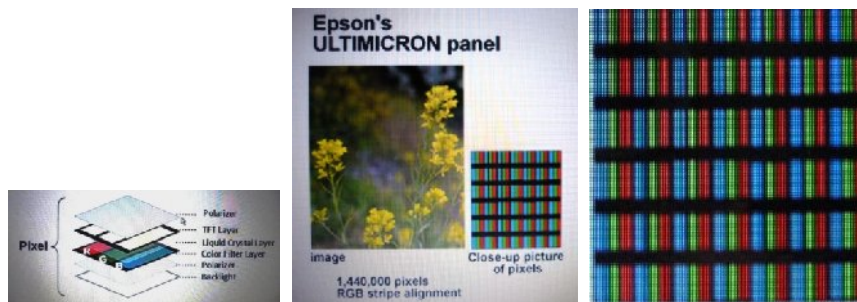 Pixel
R
G
B
Polarizer
TFT Layer
Liquid Crystal Layer
Color Filter Layer
Polarizer
Backlight
Epson's
ULTIMICRON panel
image
Close-up picture
of pixels
1,440,000 pixels
RGB stripe alignment